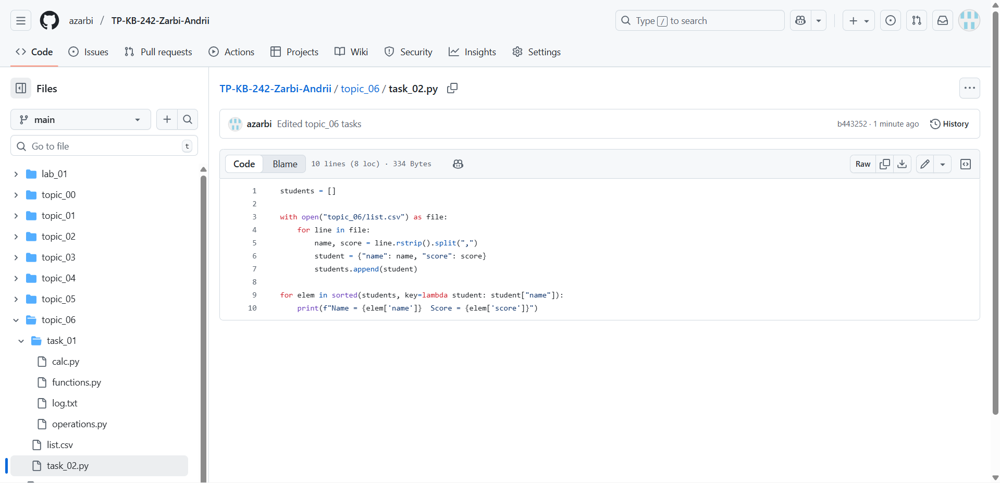 azarbi / TP-KB-242-Zarbi-Andrii
Type / to search
Code
Issues
Pull requests
Actions
Projects
Wiki
Security
Insights
Settings
Files
main
Go to file
t
lab_01
topic_00
topic_01
topic_02
topic_03
topic_04
topic_05
topic_06
task_01
calc.py
functions.py
log.txt
operations.py
list.csv
task_02.py
TP-KB-242-Zarbi-Andrii / topic_06 / task_02.py
azarbi Edited topic_06 tasks
b443252 · 1 minute ago
History
Code
Blame
10 lines (8 loc) · 334 Bytes
Raw
1 students = []
2
3 with open("topic_06/list.csv") as file:
4     for line in file:
5         name, score = line.rstrip().split(",")
6         student = {"name": name, "score": score}
7         students.append(student)
8
9 for elem in sorted(students, key=lambda student: student["name"]):
10     print(f"Name = {elem['name']}  Score = {elem['score']}")